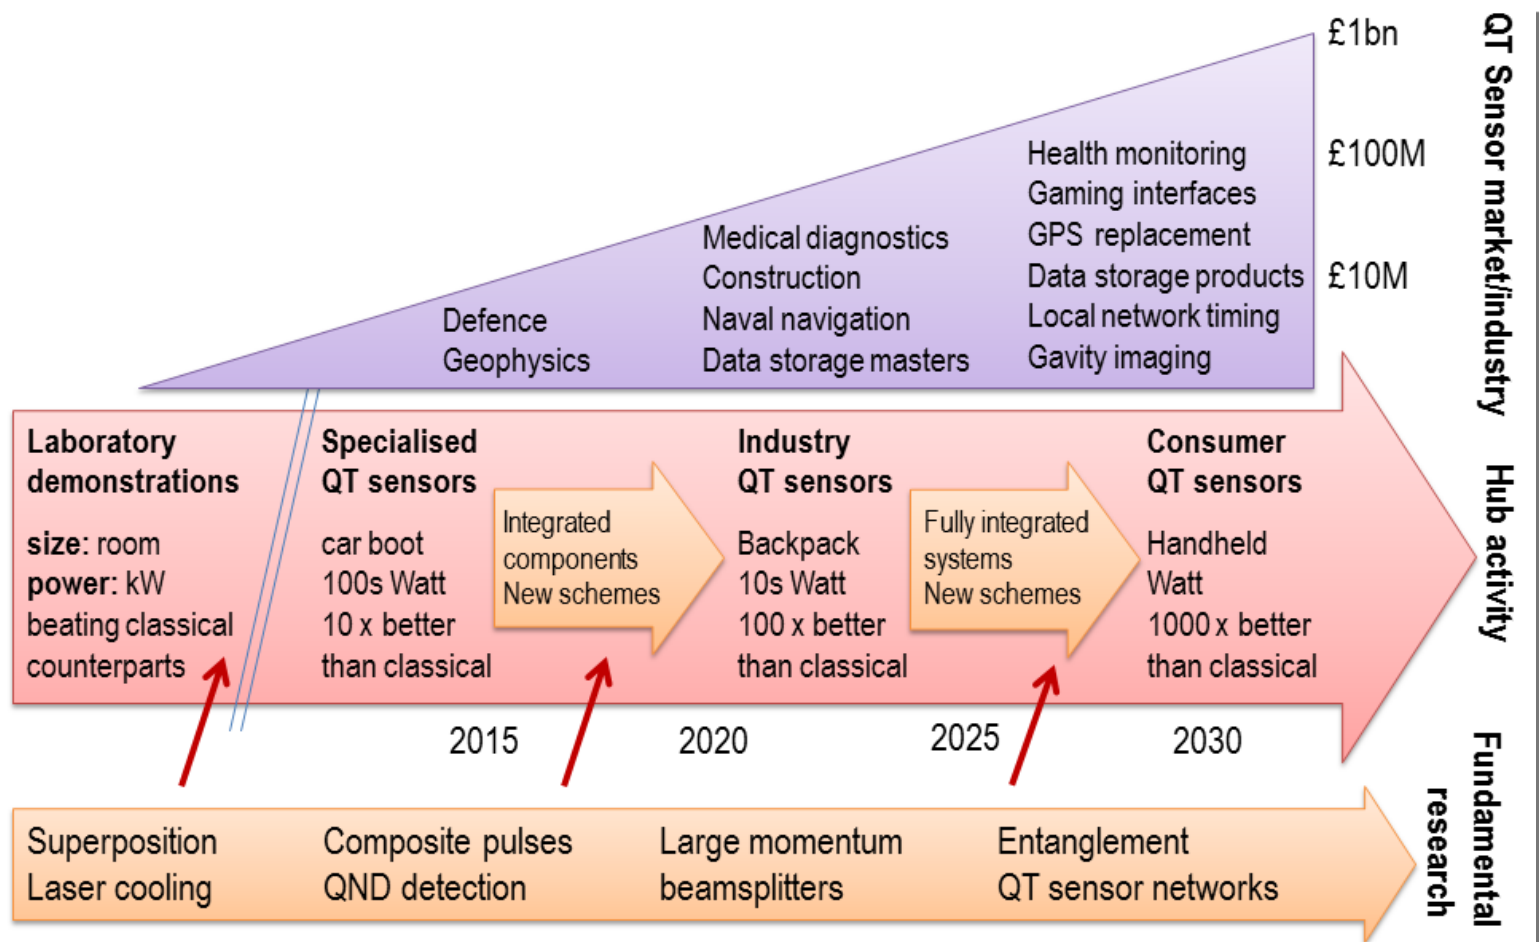 £1bn
£100M
£10M
QT Sensor market/industry
Health monitoring
Gaming interfaces
GPS replacement
Data storage products
Local network timing
Gavity imaging
Medical diagnostics
Construction
Naval navigation
Data storage masters
Defence
Geophysics
Laboratory
demonstrations
size: room
power: kW
beating classical
counterparts
Specialised
QT sensors
car boot
100s Watt
10 x better
than classical
Integrated
components
New schemes
Industry
QT sensors
Backpack
10s Watt
100 x better
than classical
Fully integrated
systems
New schemes
Consumer
QT sensors
Handheld
Watt
1000 x better
than classical
Hub activity
2015
2020
2025
2030
Superposition
Laser cooling
Composite pulses
QND detection
Large momentum
beamsplitters
Entanglement
QT sensor networks
Fundamental
research